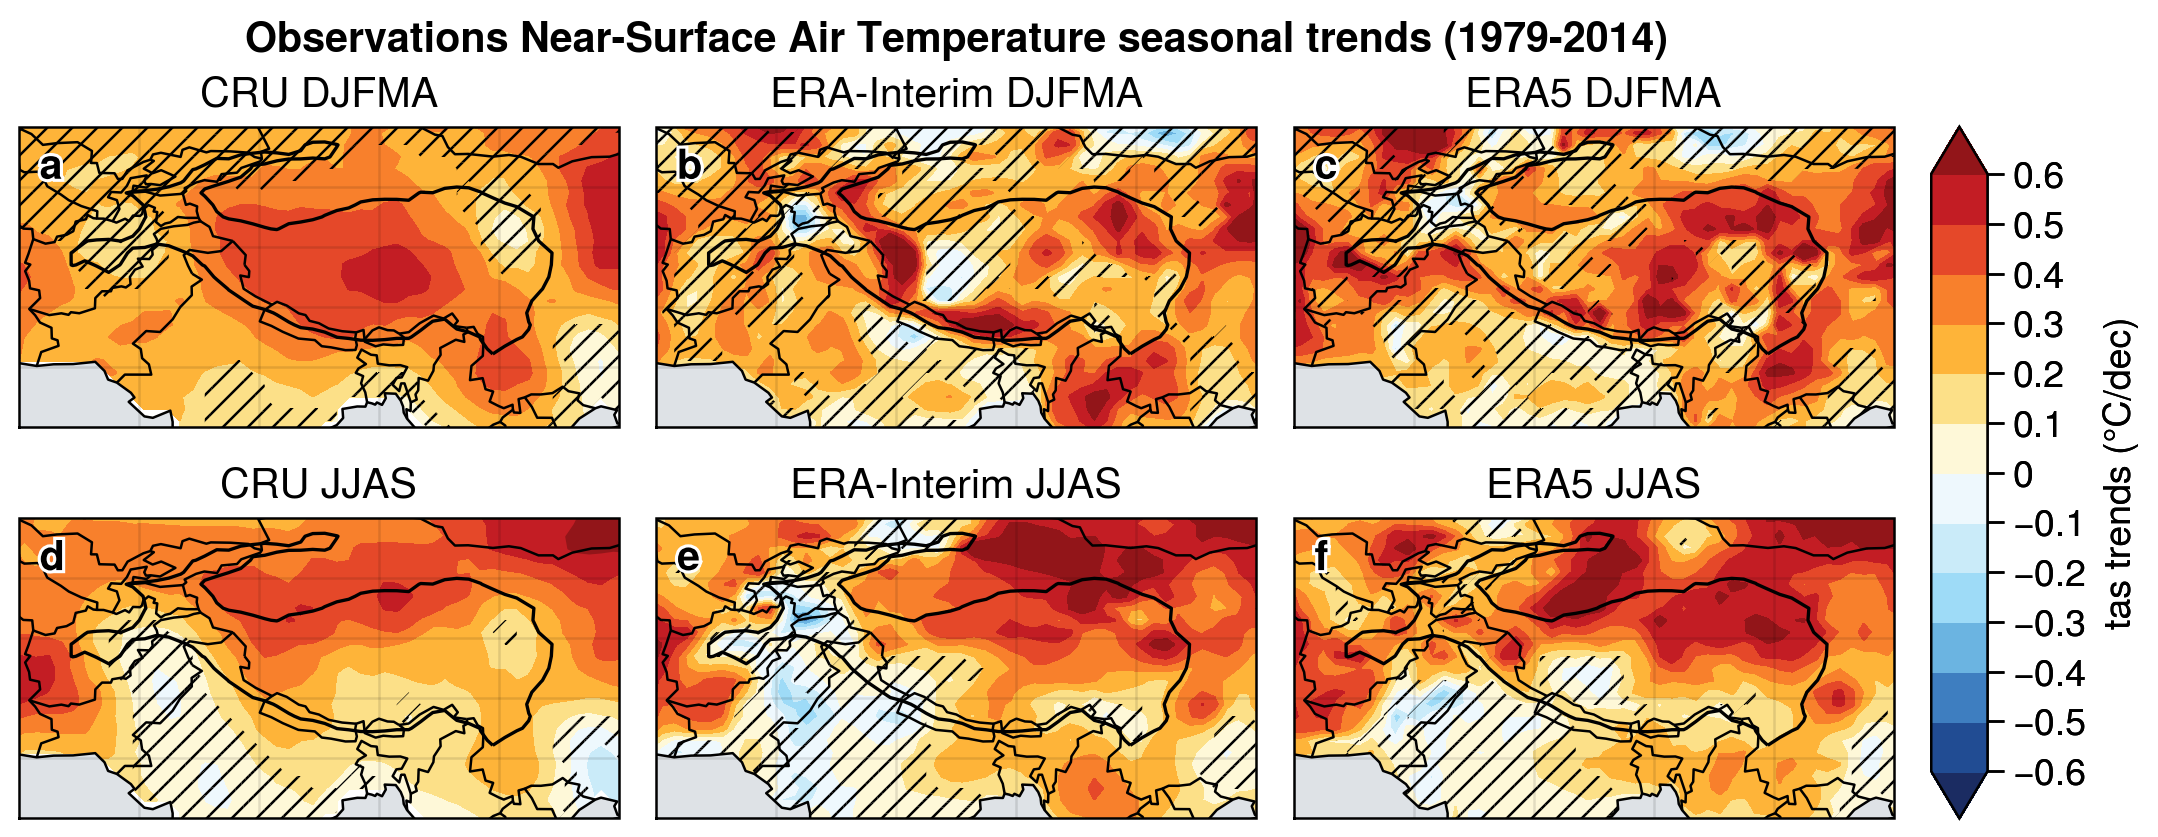 Observations Near-Surface Air Temperature seasonal trends (1979-2014)
CRU DJFMA
ERA-Interim DJFMA
ERA5 DJFMA
a
b
c
CRU JJAS
ERA-Interim JJAS
ERA5 JJAS
d
e
f
0.6
0.5
0.4
0.3
0.2
0.1
0
−0.1
−0.2
−0.3
−0.4
−0.5
−0.6
tas trends (°C/dec)